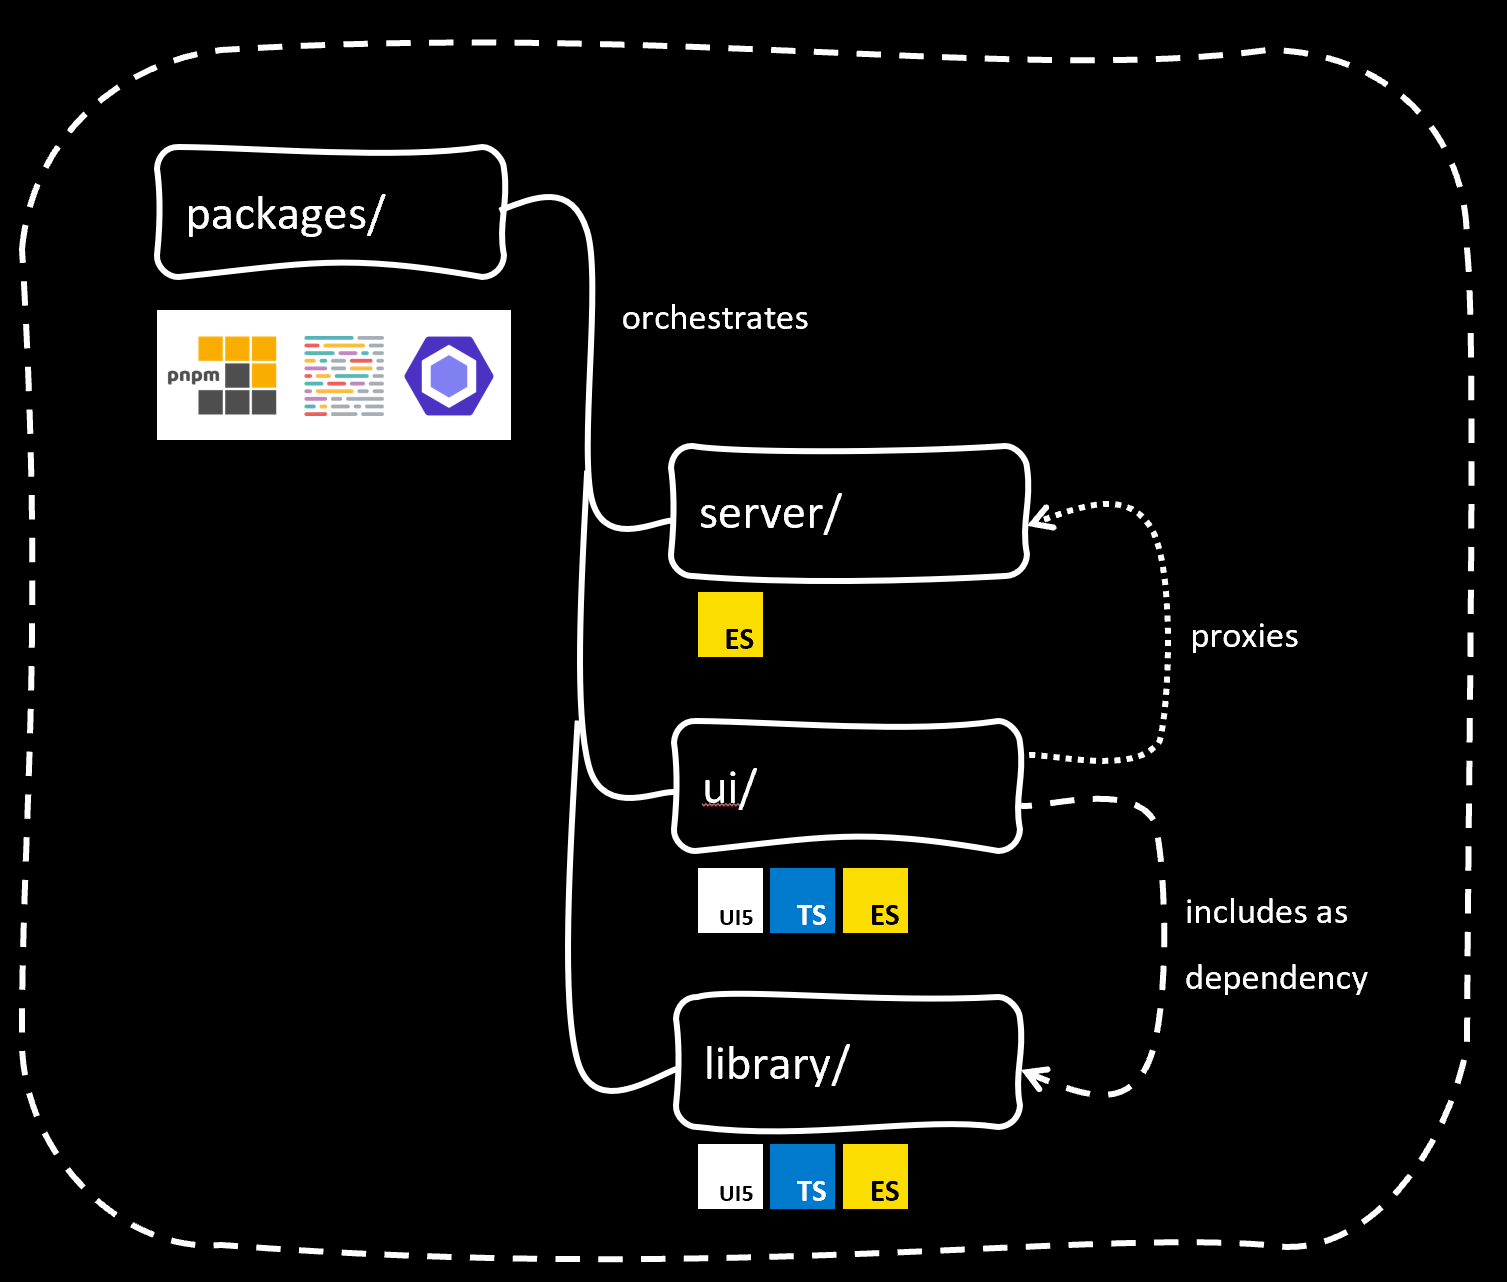 packages/
orchestrates
pnpm
server/
ES
proxies
ui/
UI5 TS ES
includes as
dependency
library/
UI5 TS ES